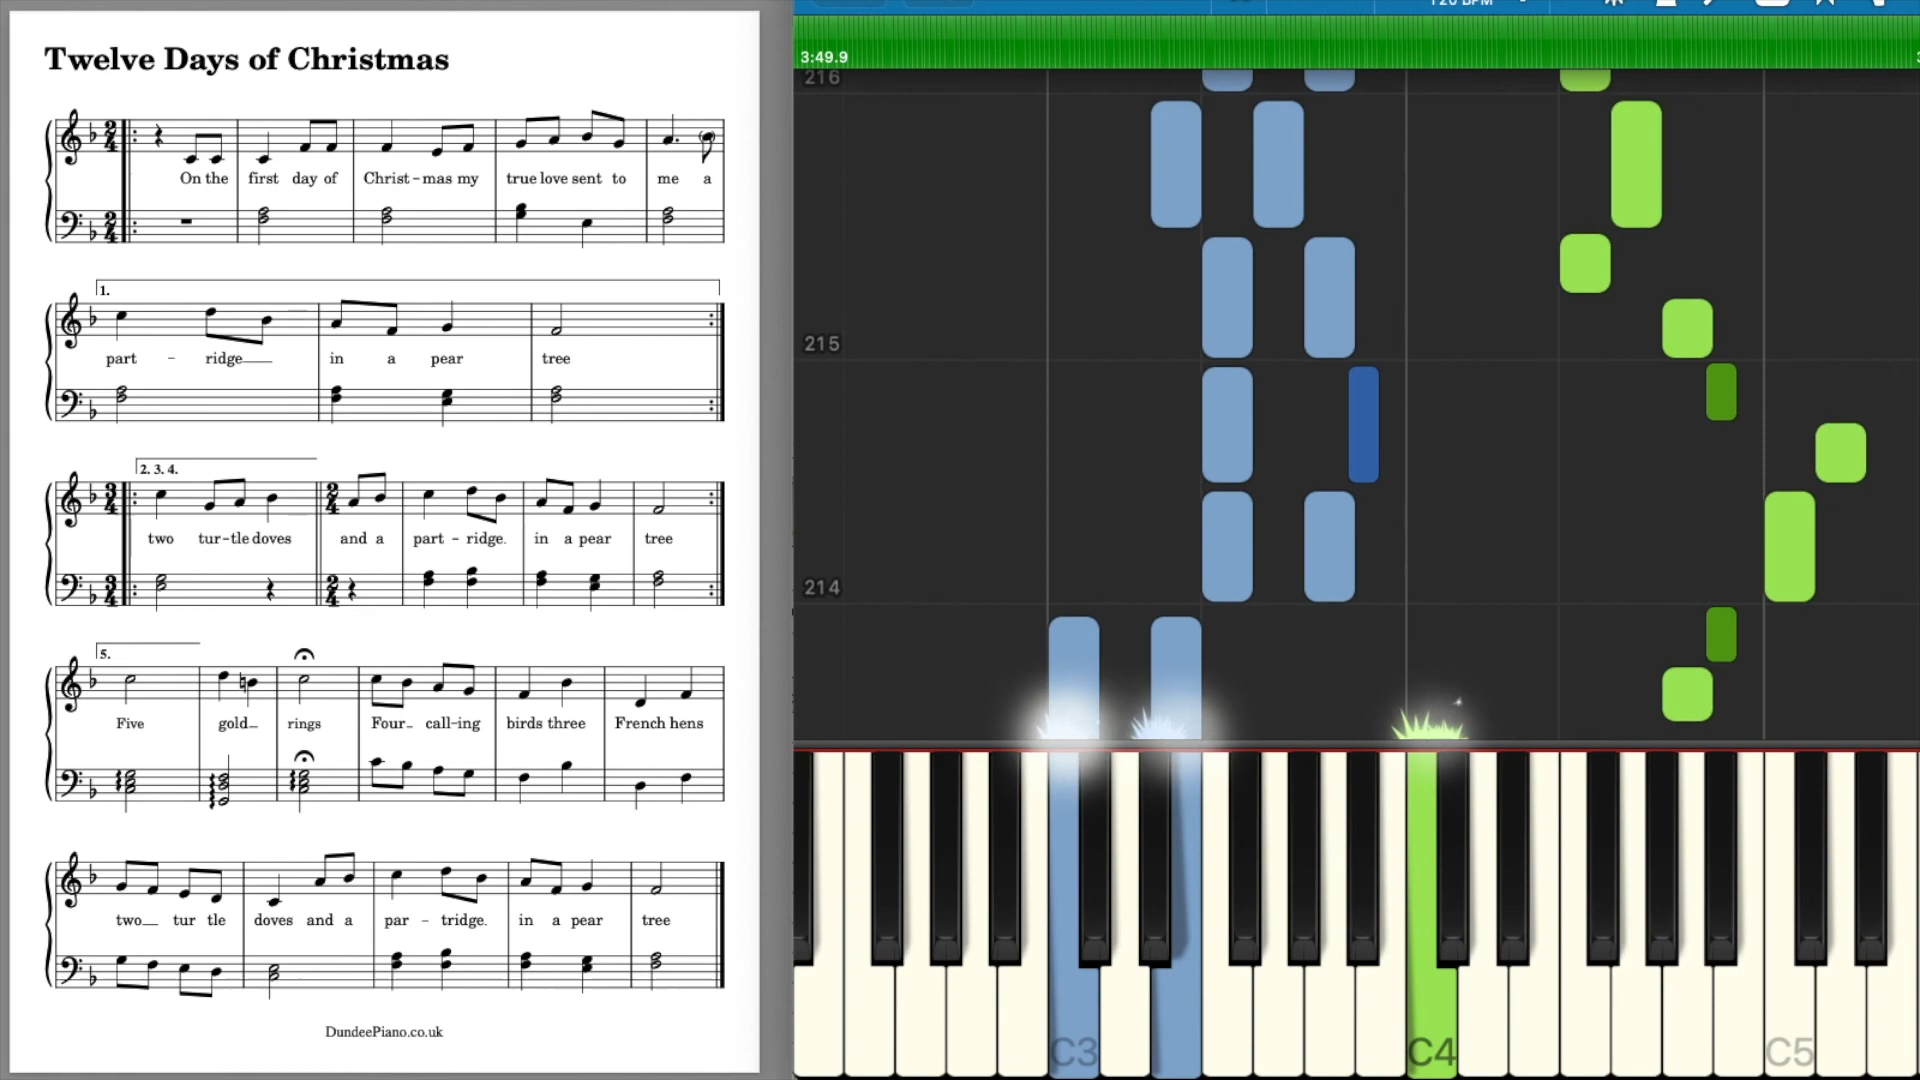 Twelve Days of Christmas
On the first day of Christ - mas my true love sent to me a
1.
part - ridge in a pear tree
2. 3. 4.
two tur - tle doves and a part - ridge. in a pear tree
5.
Five gold rings Four call - ing birds three French hens
two tur tle doves and a par - tridge. in a pear tree
DundeePiano.co.uk
120 BPM
3:49.9
216
215
214
C3 C4 C5